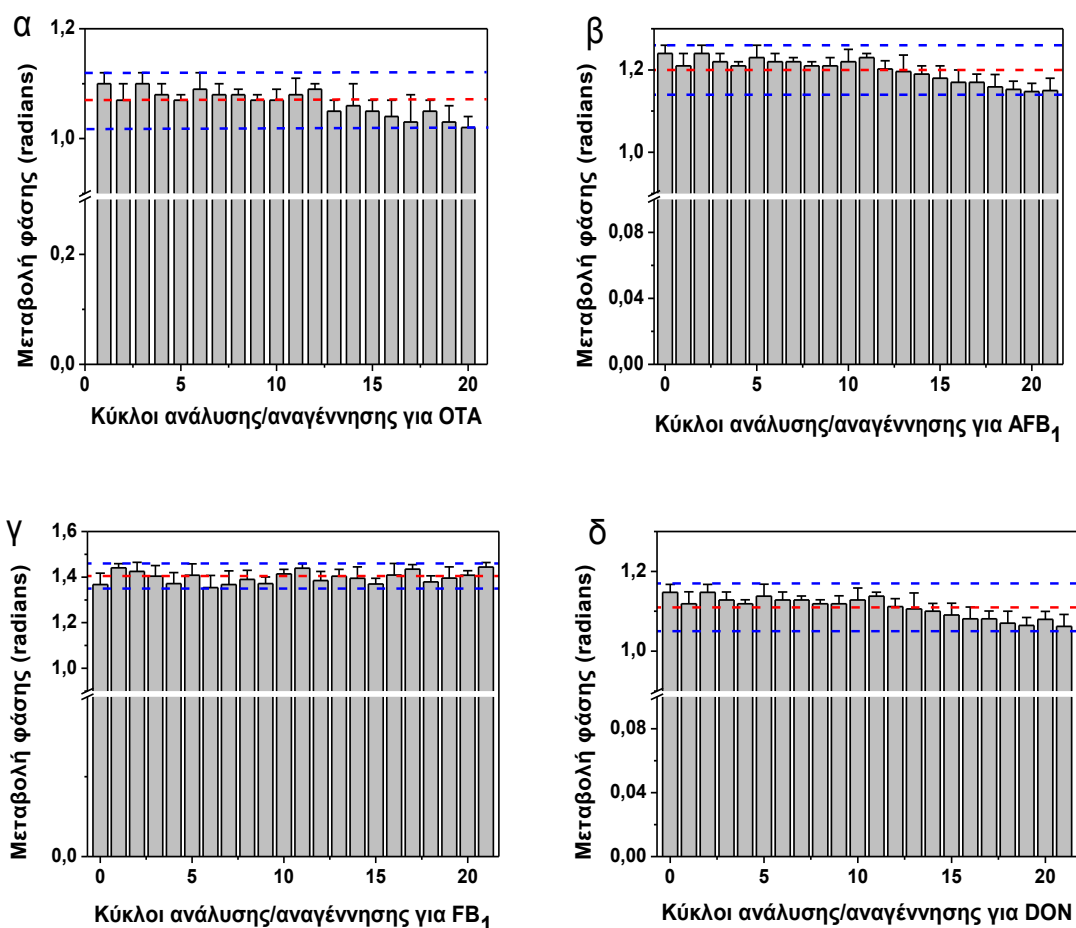 α
Μεταβολή φάσης (radians)
1,2
1,0
0,2
0,0
0 5 10 15 20
Κύκλοι ανάλυσης/αναγέννησης για OTA
β
Μεταβολή φάσης (radians)
1,20
1,0
0,08
0,04
0,00
0 5 10 15 20
Κύκλοι ανάλυσης/αναγέννησης για AFB₁
γ
Μεταβολή φάσης (radians)
1,6
1,4
1,2
1,0
0,0
0 5 10 15 20
Κύκλοι ανάλυσης/αναγέννησης για FB₁
δ
Μεταβολή φάσης (radians)
1,20
1,0
0,08
0,04
0,00
0 5 10 15 20
Κύκλοι ανάλυσης/αναγέννησης για DON